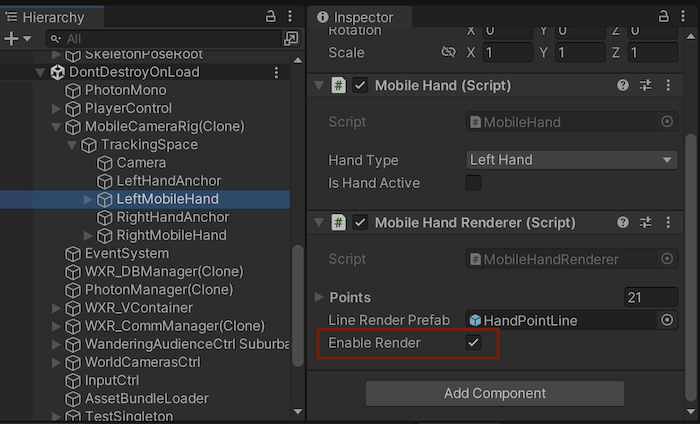 Hierarchy
All
SkeletonPoseRoot
DontDestroyOnLoad
PhotonMono
PlayerControl
MobileCameraRig(Clone)
TrackingSpace
Camera
LeftHandAnchor
LeftMobileHand
RightHandAnchor
RightMobileHand
EventSystem
WXR_DBManager(Clone)
PhotonManager(Clone)
WXR_VContainer
WXR_CommManager(Clone)
WanderingAudienceCtrl Suburba
WorldCamerasCtrl
InputCtrl
AssetBundleLoader
TestSingleton
Inspector
Rotation X 0 Y 0 Z 0
Scale X 1 Y 1 Z 1
Mobile Hand (Script)
Script MobileHand
Hand Type Left Hand
Is Hand Active
Mobile Hand Renderer (Script)
Script MobileHandRenderer
Points 21
Line Render Prefab HandPointLine
Enable Render
Add Component